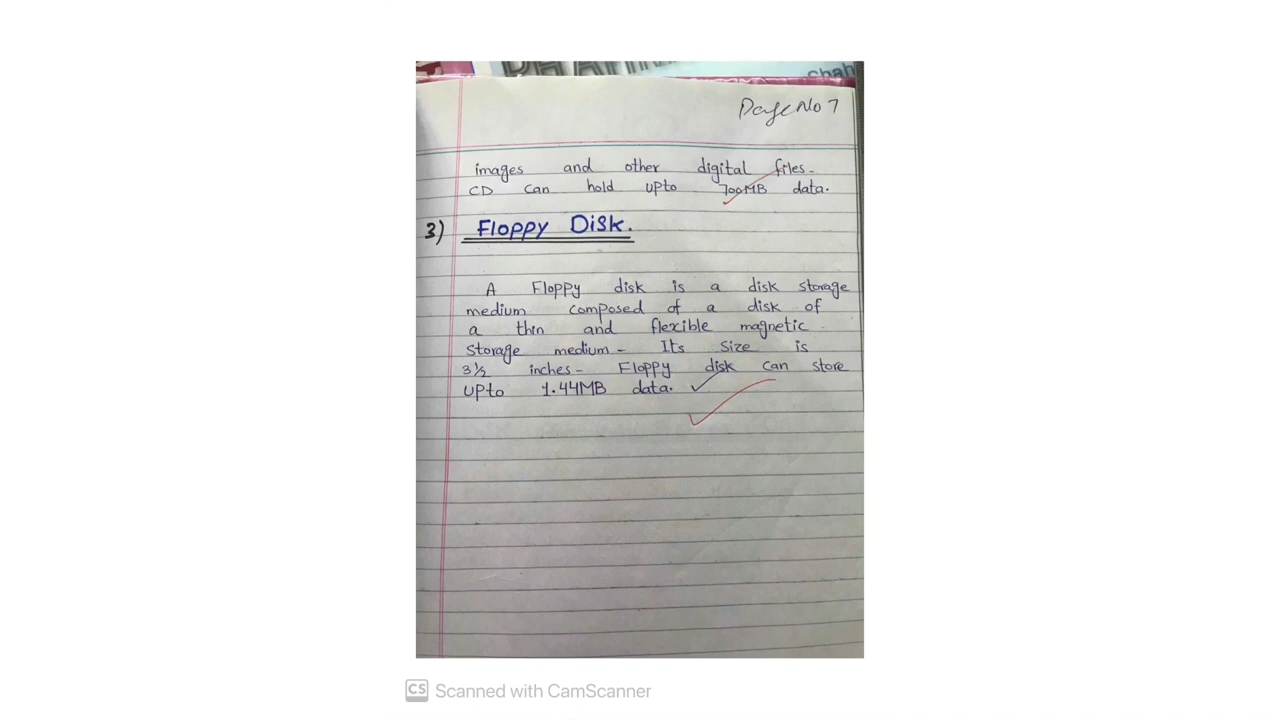 Chah
Page No 7
images and other digital files-
CD can hold upto 700MB data.
3) Floppy Disk.
A Floppy disk is a disk storage
medium composed of a disk of
a thin and flexible magnetic
storage medium- Its size is
3½ inches- Floppy disk can store
upto 1.44MB data.
CS Scanned with CamScanner